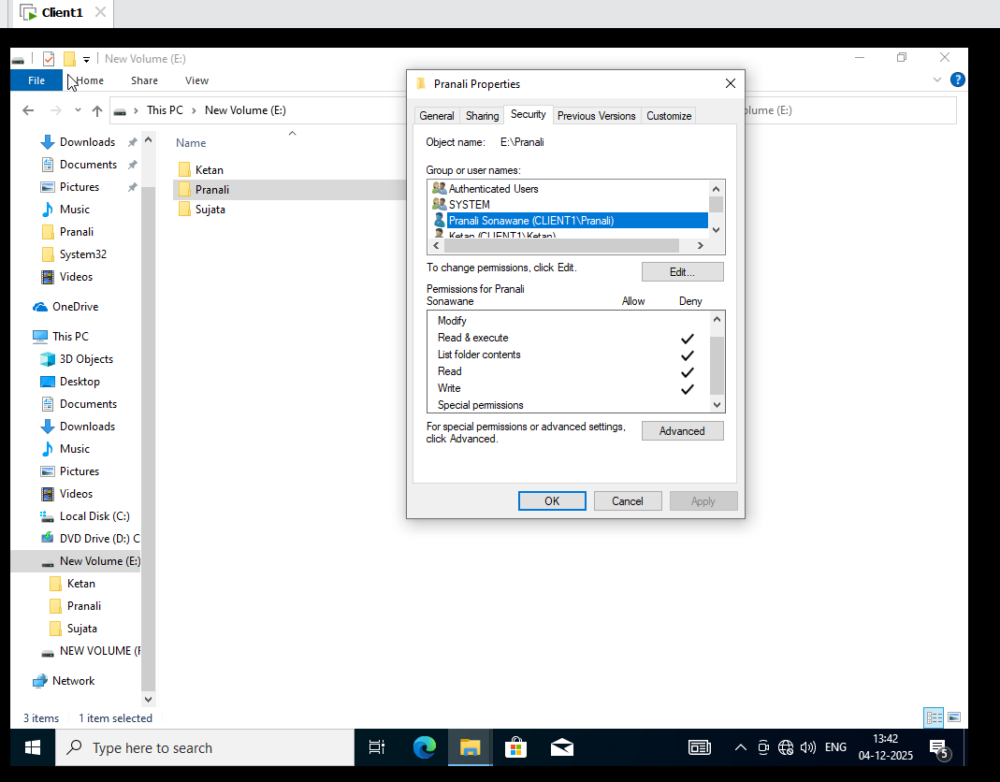 Client1
New Volume (E:)
File
Home
Share
View
This PC
New Volume (E:)
olume (E:)
Downloads
Documents
Pictures
Music
Pranali
System32
Videos
OneDrive
This PC
3D Objects
Desktop
Documents
Downloads
Music
Pictures
Videos
Local Disk (C:)
DVD Drive (D:) C
New Volume (E:)
Ketan
Pranali
Sujata
NEW VOLUME (F
Network
Name
Ketan
Pranali
Sujata
Pranali Properties
General
Sharing
Security
Previous Versions
Customize
Object name: E:\Pranali
Group or user names:
Authenticated Users
SYSTEM
Pranali Sonawane (CLIENT1\Pranali)
Ketan (CLIENT1\Ketan)
To change permissions, click Edit.
Edit...
Permissions for Pranali
Sonawane
Allow
Deny
Modify
Read & execute
List folder contents
Read
Write
Special permissions
For special permissions or advanced settings,
click Advanced.
Advanced
OK
Cancel
Apply
3 items
1 item selected
Type here to search
ENG
13:42
04-12-2025
5